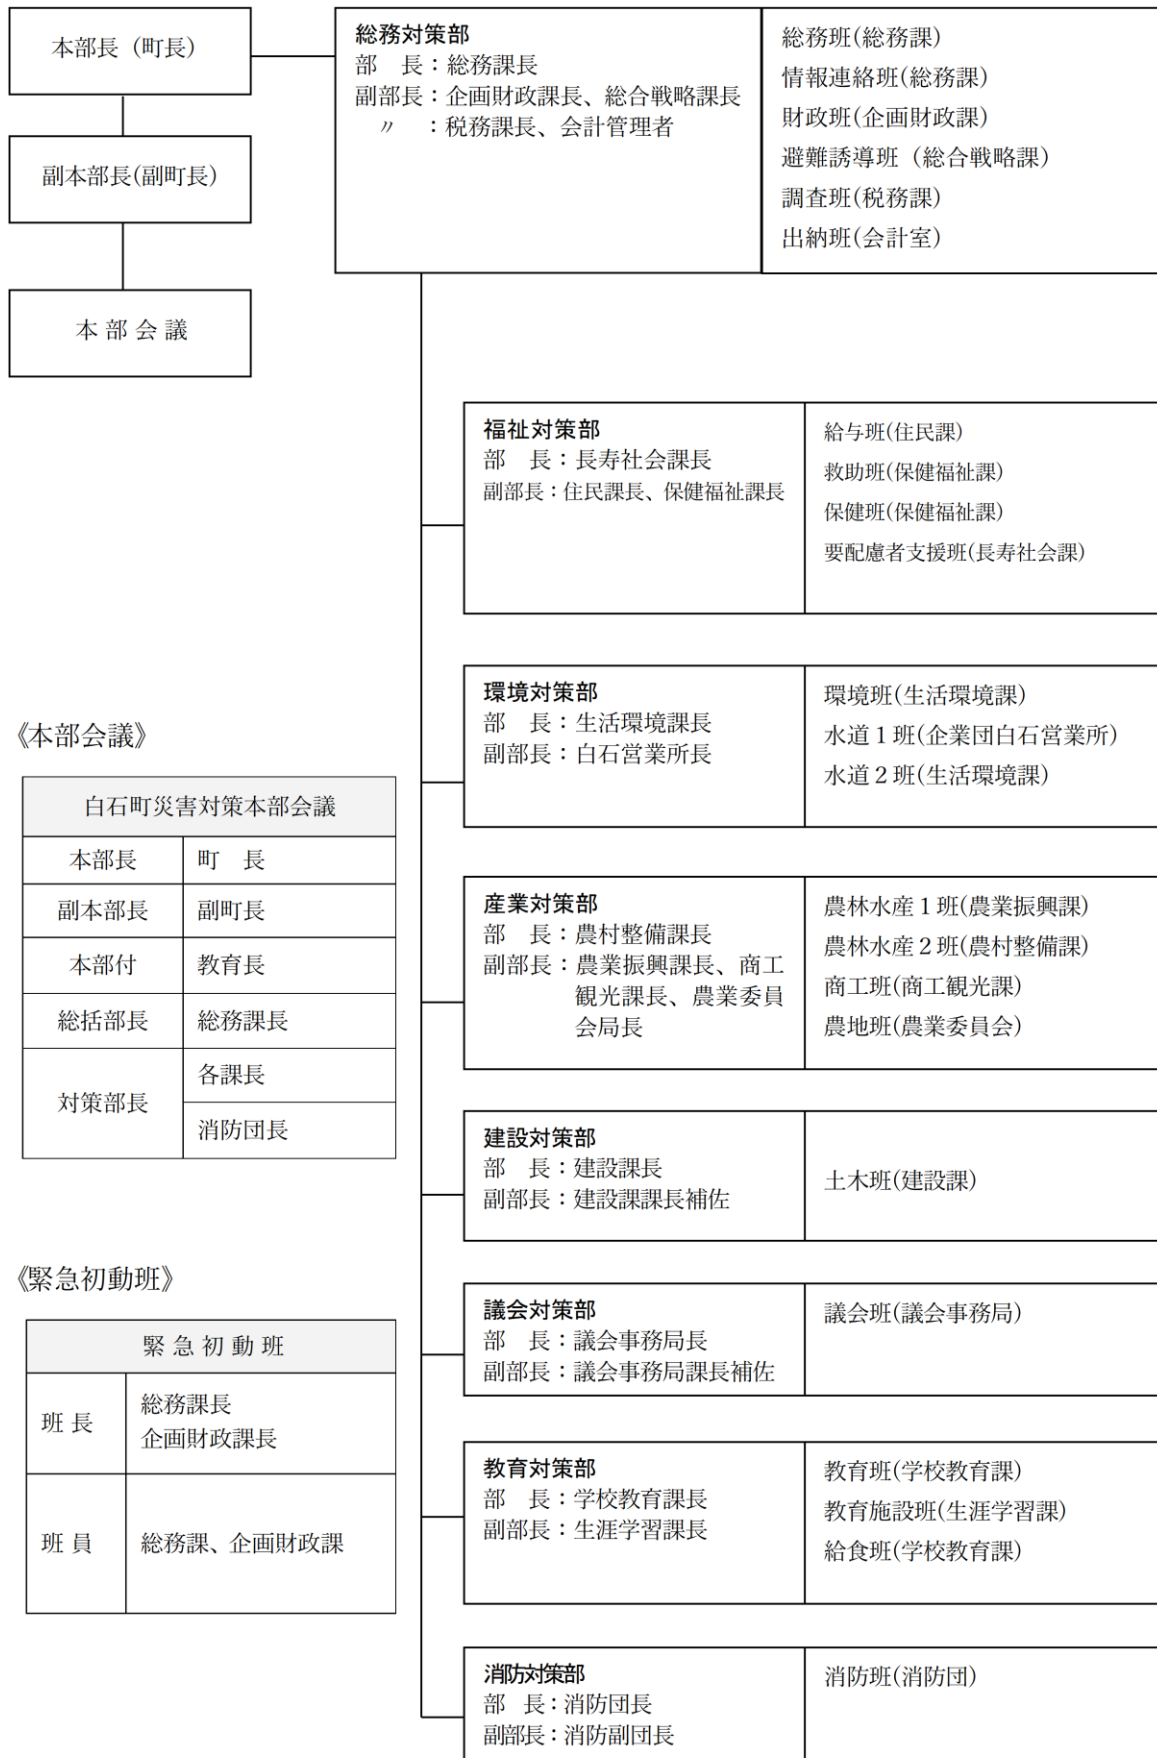 本部長（町長）
副本部長(副町長)
本 部 会 議
総務対策部
部　長：総務課長
副部長：企画財政課長、総合戦略課長
〃　：税務課長、会計管理者
総務班(総務課)
情報連絡班(総務課)
財政班(企画財政課)
避難誘導班（総合戦略課）
調査班(税務課)
出納班(会計室)
福祉対策部
部　長：長寿社会課長
副部長：住民課長、保健福祉課長
給与班(住民課)
救助班(保健福祉課)
保健班(保健福祉課)
要配慮者支援班(長寿社会課)
環境対策部
部　長：生活環境課長
副部長：白石営業所長
環境班(生活環境課)
水道１班(企業団白石営業所)
水道２班(生活環境課)
産業対策部
部　長：農村整備課長
副部長：農業振興課長、商工
観光課長、農業委員
会局長
農林水産１班(農業振興課)
農林水産２班(農村整備課)
商工班(商工観光課)
農地班(農業委員会)
建設対策部
部　長：建設課長
副部長：建設課課長補佐
土木班(建設課)
議会対策部
部　長：議会事務局長
副部長：議会事務局課長補佐
議会班(議会事務局)
教育対策部
部　長：学校教育課長
副部長：生涯学習課長
教育班(学校教育課)
教育施設班(生涯学習課)
給食班(学校教育課)
消防対策部
部　長：消防団長
副部長：消防副団長
消防班(消防団)
《本部会議》
白石町災害対策本部会議
本部長　町　長
副本部長　副町長
本部付　教育長
総括部長　総務課長
対策部長　各課長
消防団長
《緊急初動班》
緊 急 初 動 班
班 長　総務課長
企画財政課長
班 員　総務課、企画財政課